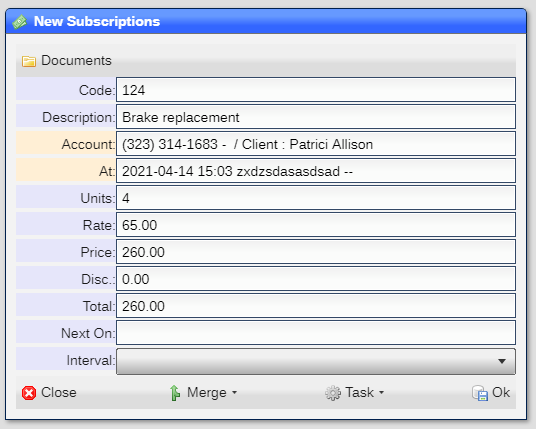 New Subscriptions
Documents
Code: 124
Description: Brake replacement
Account: (323) 314-1683 - / Client : Patrici Allison
At: 2021-04-14 15:03 zxdzsdasasdsad --
Units: 4
Rate: 65.00
Price: 260.00
Disc.: 0.00
Total: 260.00
Next On:
Interval:
Close Merge Task Ok